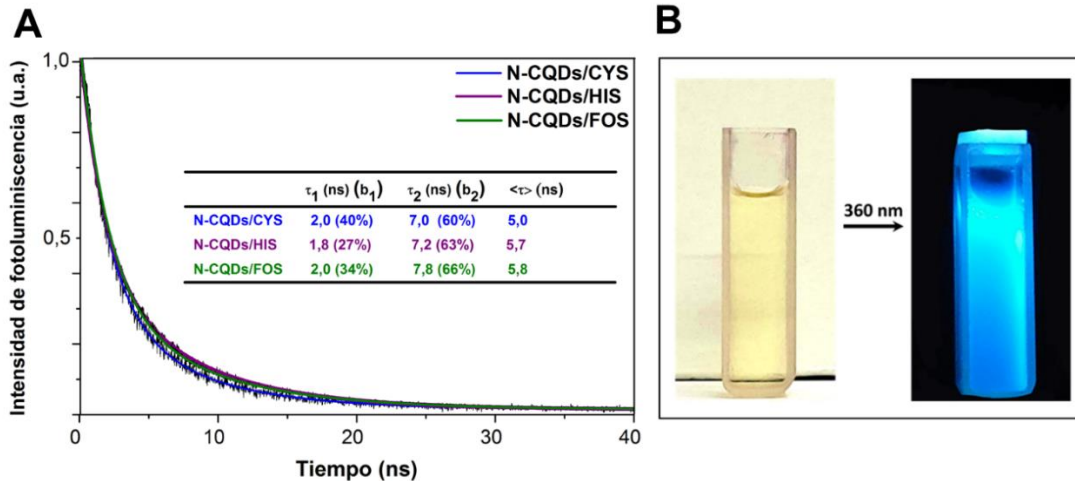 A
Intensidad de fotoluminiscencia (u.a.)
1,0
0,5
0
10
20
30
40
Tiempo (ns)
N-CQDs/CYS
N-CQDs/HIS
N-CQDs/FOS
τ1 (ns) (b1) τ2 (ns) (b2) <τ> (ns)
N-CQDs/CYS 2,0 (40%) 7,0 (60%) 5,0
N-CQDs/HIS 1,8 (27%) 7,2 (63%) 5,7
N-CQDs/FOS 2,0 (34%) 7,8 (66%) 5,8
B
360 nm